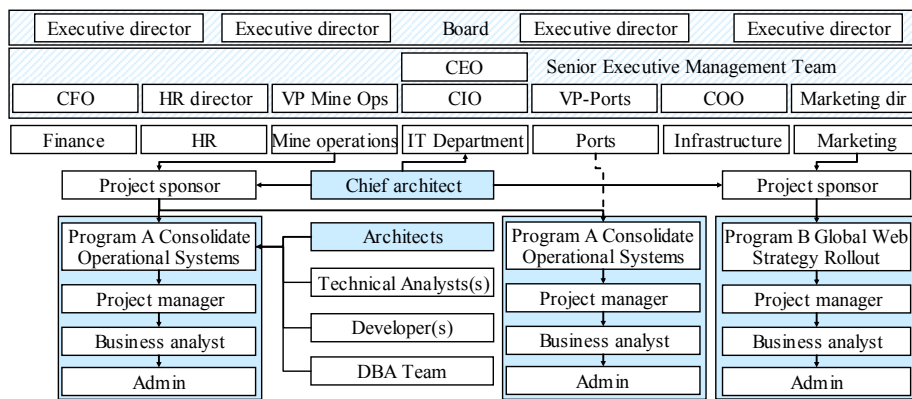 Executive director
Executive director
Board
Executive director
Executive director
CEO
Senior Executive Management Team
CFO
HR director
VP Mine Ops
CIO
VP-Ports
COO
Marketing dir
Finance
HR
Mine operations
IT Department
Ports
Infrastructure
Marketing
Project sponsor
Chief architect
Project sponsor
Program A Consolidate
Operational Systems
Project manager
Business analyst
Admin
Architects
Technical Analysts(s)
Developer(s)
DBA Team
Program A Consolidate
Operational Systems
Project manager
Business analyst
Admin
Program B Global Web
Strategy Rollout
Project manager
Business analyst
Admin